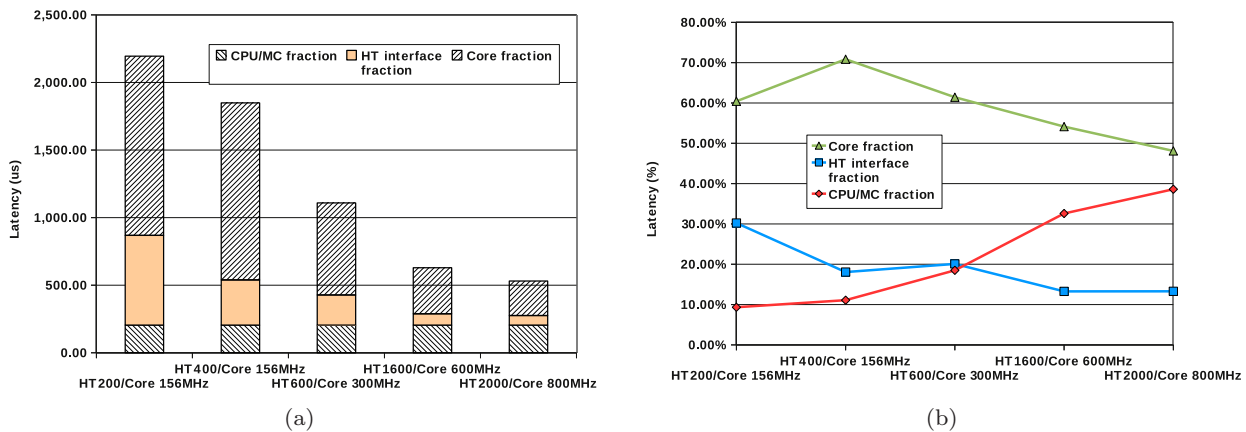 2,500.00
2,000.00
1,500.00
1,000.00
500.00
0.00
Latency (us)
CPU/MC fraction
HT interface
fraction
Core fraction
HT200/Core 156MHz
HT400/Core 156MHz
HT600/Core 300MHz
HT1600/Core 600MHz
HT2000/Core 800MHz
(a)
80.00%
70.00%
60.00%
50.00%
40.00%
30.00%
20.00%
10.00%
0.00%
Latency (%)
Core fraction
HT interface
fraction
CPU/MC fraction
HT200/Core 156MHz
HT400/Core 156MHz
HT600/Core 300MHz
HT1600/Core 600MHz
HT2000/Core 800MHz
(b)